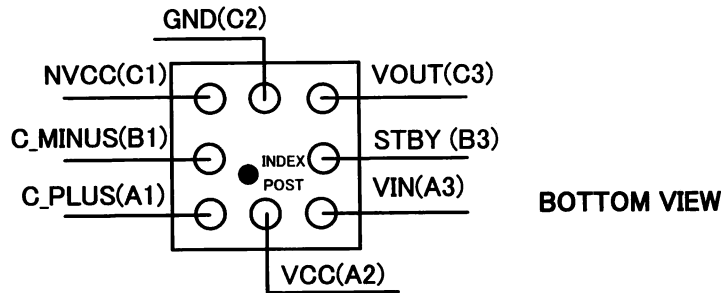 GND(C2)
NVCC(C1)
VOUT(C3)
C_MINUS(B1)
STBY (B3)
INDEX
POST
C_PLUS(A1)
VIN(A3)
BOTTOM VIEW
VCC(A2)